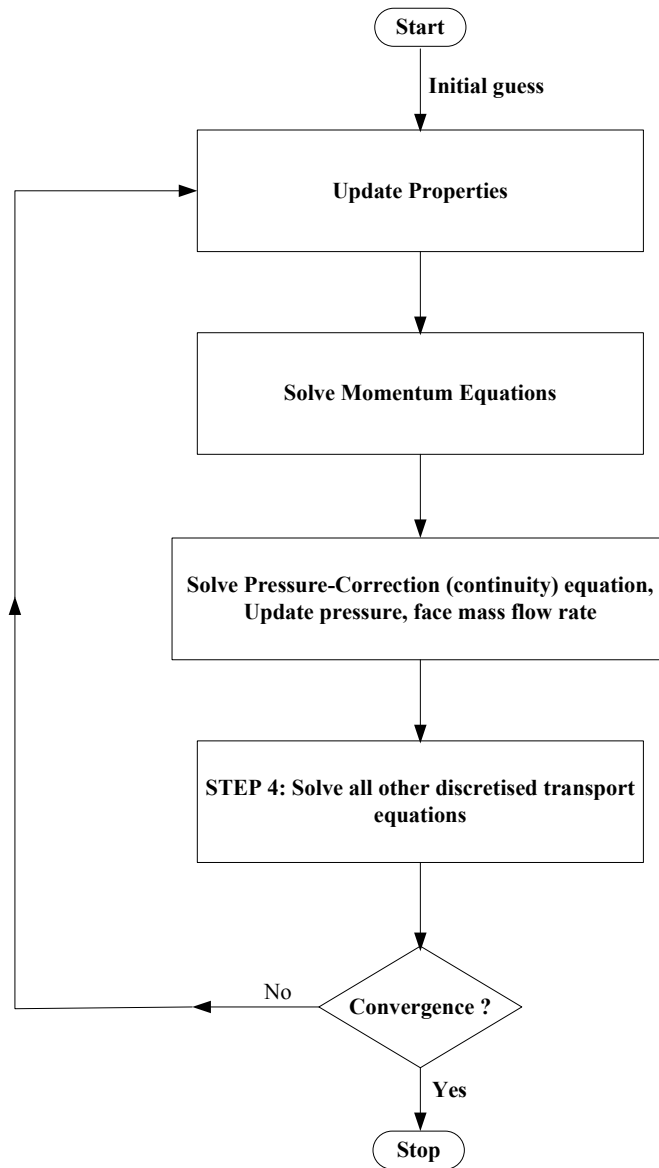 Start
Initial guess
Update Properties
Solve Momentum Equations
Solve Pressure-Correction (continuity) equation,
Update pressure, face mass flow rate
STEP 4: Solve all other discretised transport
equations
No
Convergence ?
Yes
Stop